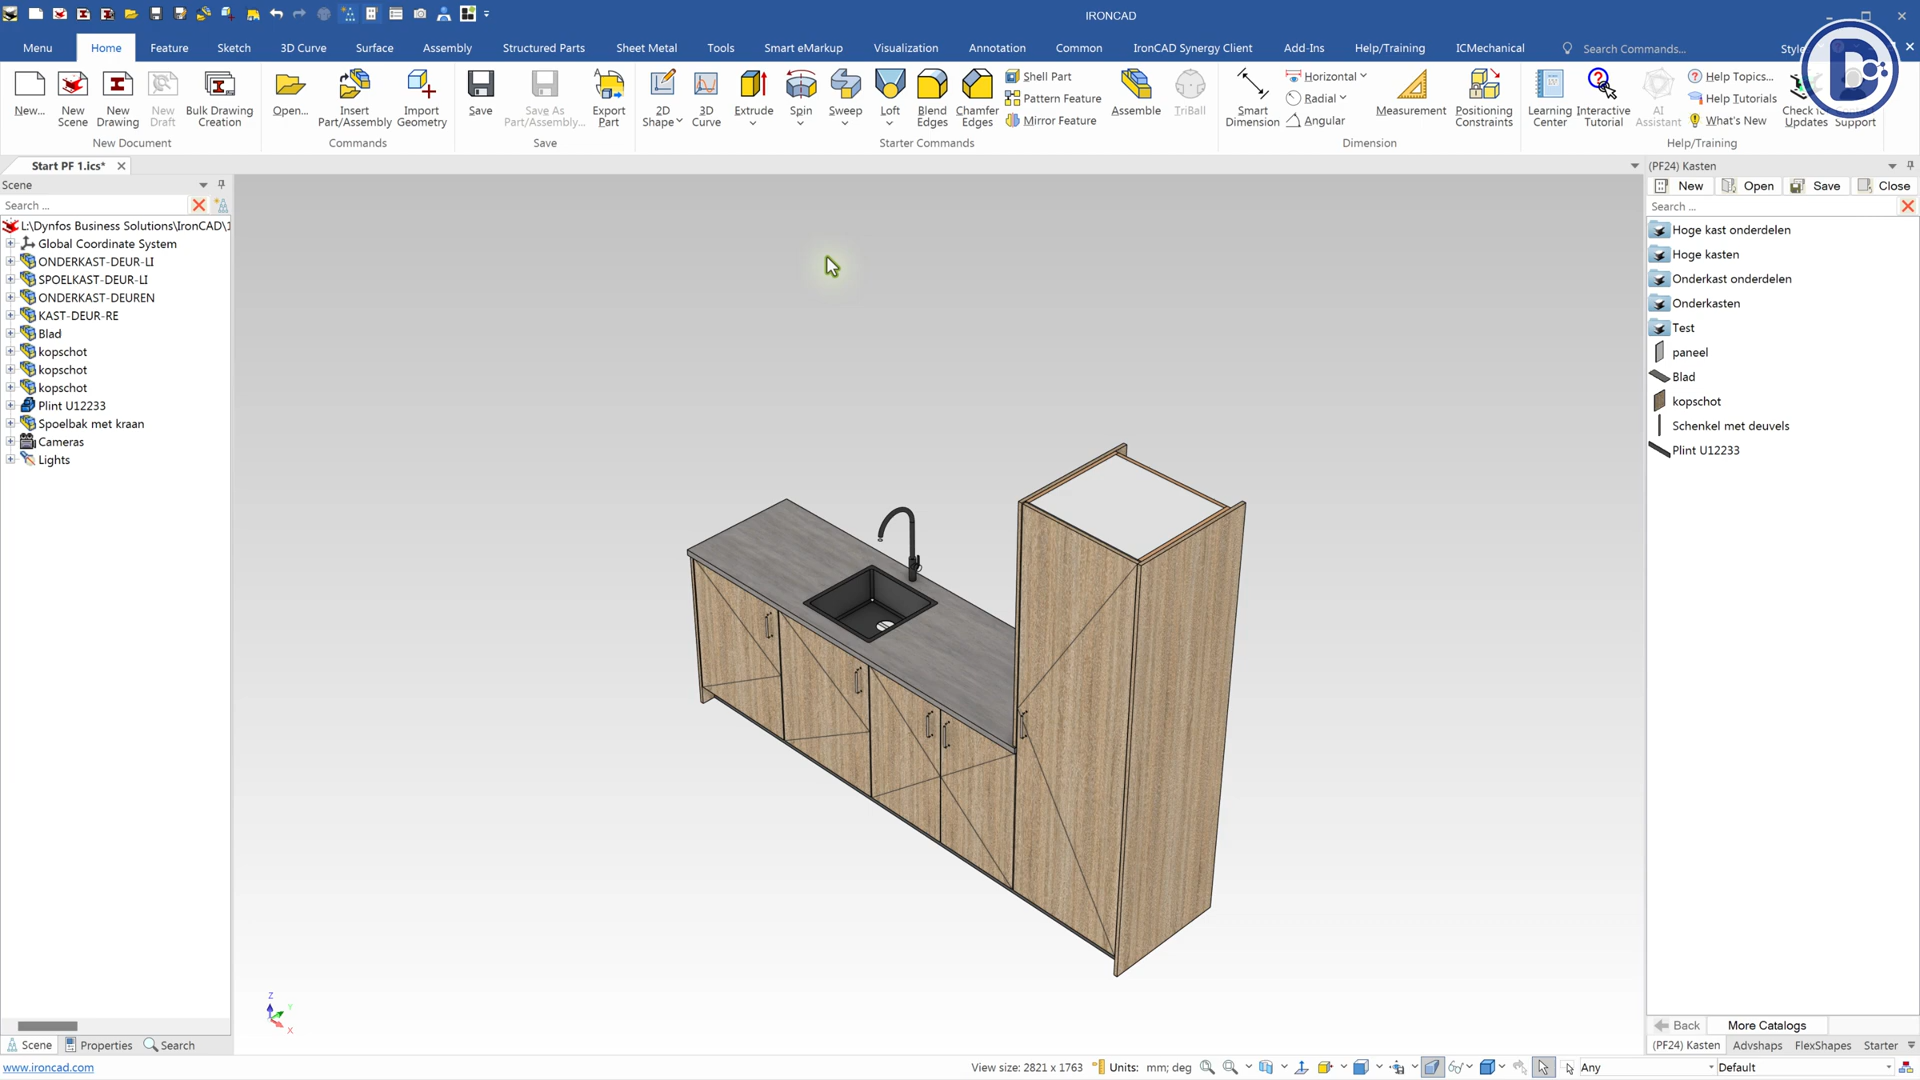 IRONCAD
Menu Home Feature Sketch 3D Curve Surface Assembly Structured Parts Sheet Metal Tools Smart eMarkup Visualization Annotation Common IronCAD Synergy Client Add-Ins Help/Training ICMechanical Search Commands... Style
New... New Scene New Drawing New Draft Bulk Drawing Creation Open... Insert Part/Assembly Import Geometry Save Save As Part/Assembly... Export Part 2D Shape 3D Curve Extrude Spin Sweep Loft Blend Edges Chamfer Edges Shell Part Pattern Feature Mirror Feature Assemble TriBall Smart Dimension Horizontal Radial Angular Measurement Positioning Constraints Learning Center Interactive Tutorial AI Assistant Help Topics... Help Tutorials What's New Updates Support
New Document Commands Save Starter Commands Dimension Help/Training
Start PF 1.ics*
(PF24) Kasten
Scene
New Open Save Close
Search ...
Search ...
L:\Dynfos Business Solutions\IronCAD\1
Global Coordinate System
ONDERKAST-DEUR-LI
SPOELKAST-DEUR-LI
ONDERKAST-DEUREN
KAST-DEUR-RE
Blad
kopschot
kopschot
kopschot
Plint U12233
Spoelbak met kraan
Cameras
Lights
Hoge kast onderdelen
Hoge kasten
Onderkast onderdelen
Onderkasten
Test
paneel
Blad
kopschot
Schenkel met deuvels
Plint U12233
Z
Y
X
Back More Catalogs
Scene Properties Search
(PF24) Kasten Advshaps FlexShapes Starter
www.ironcad.com
View size: 2821 x 1763 Units: mm; deg Any Default